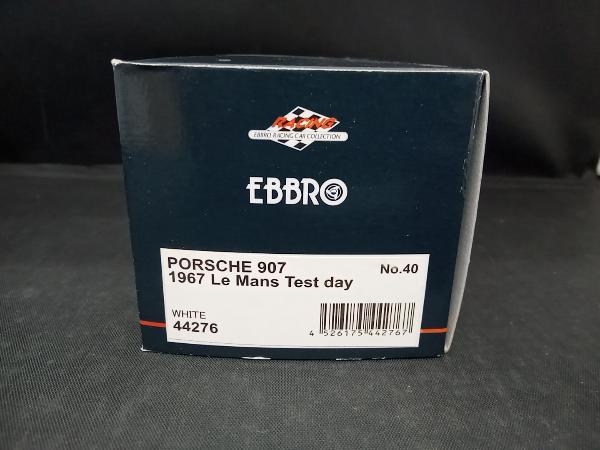 RACING
EBBRO RACING CAR COLLECTION
EBBRO
PORSCHE 907 No.40
1967 Le Mans Test day
WHITE
44276
4 526175 442767